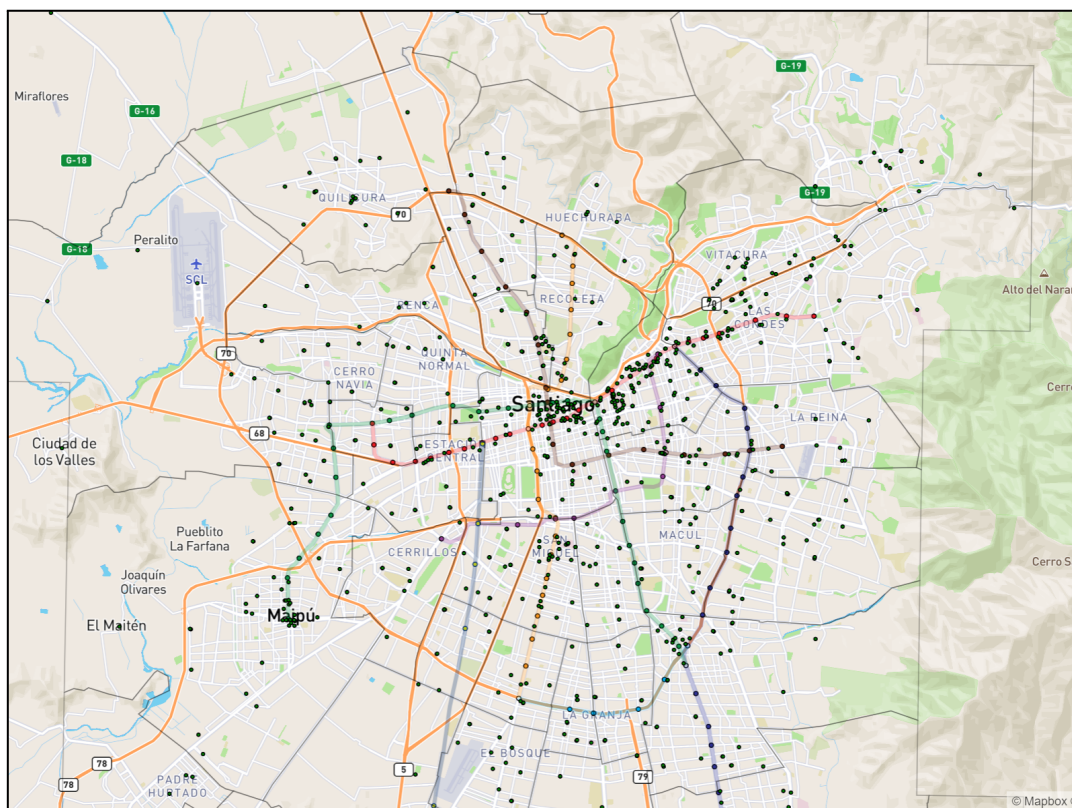 Miraflores
G-16
G-19
G-18
QUILICURA
70
G-19
HUECHURABA
Peralito
G-18
SCL
VITACURA
Alto del Naran
RENCA
RECOLETA
70
LAS
CONDES
70
QUINTA
NORMAL
CERRO
NAVIA
Santiago
LA REINA
68
Ciudad de
los Valles
ESTACIÓN
CENTRAL
Pueblito
La Farfana
SAN
MIGUEL
MACUL
CERRILLOS
Joaquín
Olivares
Cerro S
El Maitén
Maipú
LA GRANJA
EL BOSQUE
78
5
79
78
PADRE
HURTADO
© Mapbox